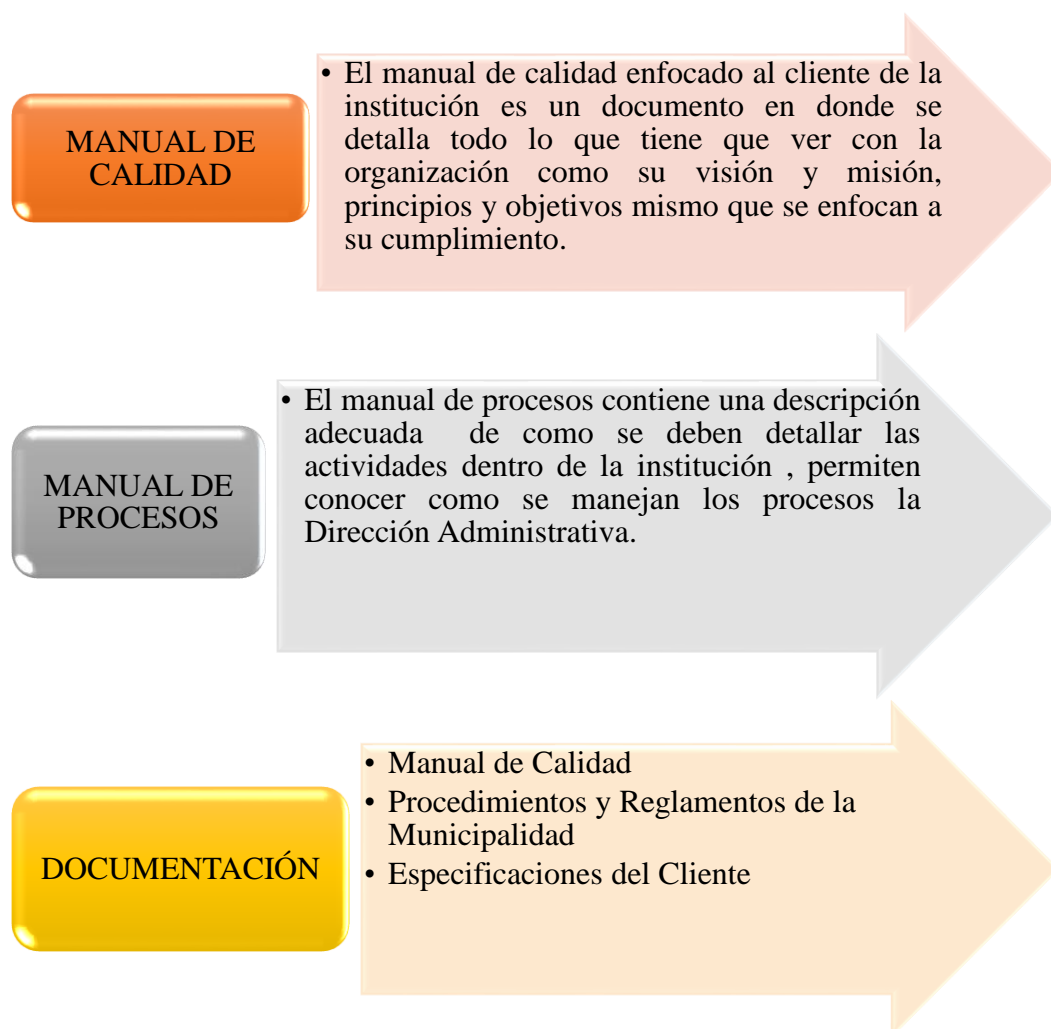 MANUAL DE
CALIDAD
• El manual de calidad enfocado al cliente de la
institución es un documento en donde se
detalla todo lo que tiene que ver con la
organización como su visión y misión,
principios y objetivos mismo que se enfocan a
su cumplimiento.
MANUAL DE
PROCESOS
• El manual de procesos contiene una descripción
adecuada de como se deben detallar las
actividades dentro de la institución , permiten
conocer como se manejan los procesos la
Dirección Administrativa.
DOCUMENTACIÓN
• Manual de Calidad
• Procedimientos y Reglamentos de la
Municipalidad
• Especificaciones del Cliente